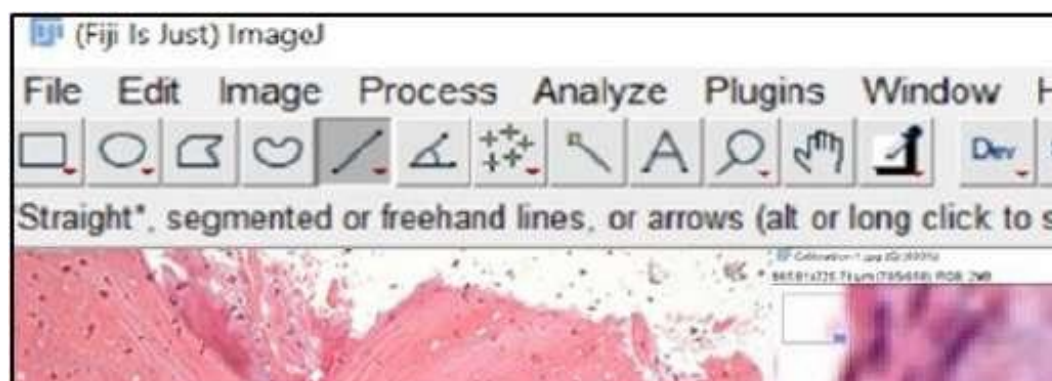 (Fiji Is Just) ImageJ
File Edit Image Process Analyze Plugins Window H
Dev
Straight*, segmented or freehand lines, or arrows (alt or long click to s